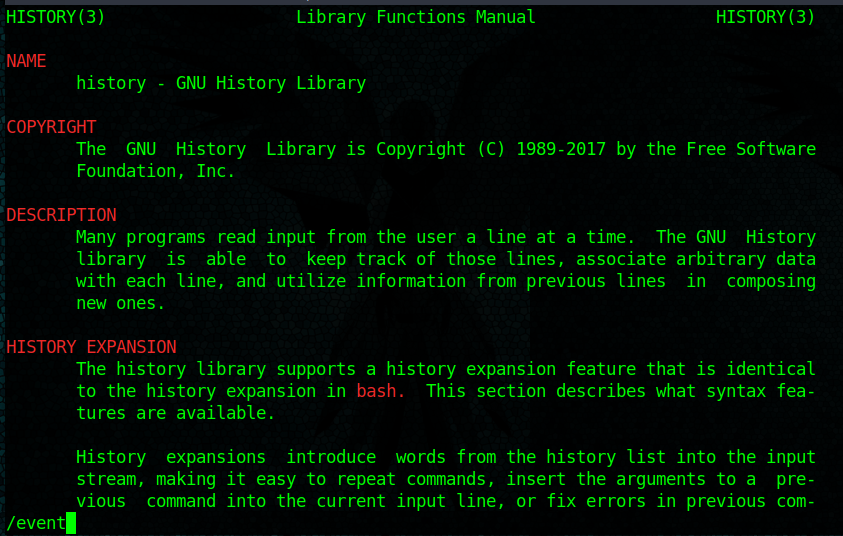 HISTORY(3) Library Functions Manual HISTORY(3)
NAME
history - GNU History Library
COPYRIGHT
The GNU History Library is Copyright (C) 1989-2017 by the Free Software
Foundation, Inc.
DESCRIPTION
Many programs read input from the user a line at a time. The GNU History
library is able to keep track of those lines, associate arbitrary data
with each line, and utilize information from previous lines in composing
new ones.
HISTORY EXPANSION
The history library supports a history expansion feature that is identical
to the history expansion in bash. This section describes what syntax fea-
tures are available.
History expansions introduce words from the history list into the input
stream, making it easy to repeat commands, insert the arguments to a pre-
vious command into the current input line, or fix errors in previous com-
/event